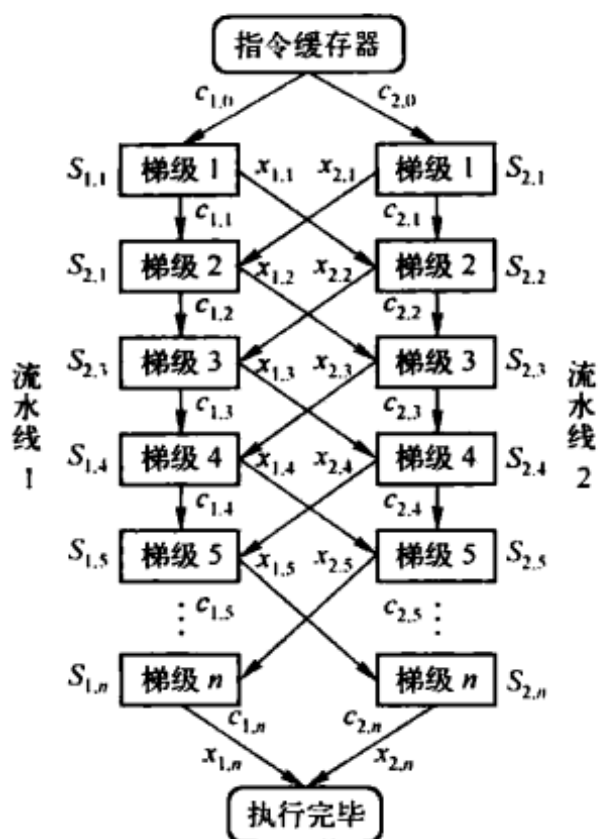 指令缓存器
c1,0 c2,0
S1,1 梯级 1 x1,1 x2,1 梯级 1 S2,1
c1,1 c2,1
S2,1 梯级 2 x1,2 x2,2 梯级 2 S2,2
c1,2 c2,2
S2,3 梯级 3 x1,3 x2,3 梯级 3 S2,3
c1,3 c2,3
流水线 1
流水线 2
S1,4 梯级 4 x1,4 x2,4 梯级 4 S2,4
c1,4 c2,4
S1,5 梯级 5 x1,5 x2,5 梯级 5 S2,5
⋮ c1,5 c2,5 ⋮
S1,n 梯级 n 梯级 n S2,n
c1,n c2,n
x1,n x2,n
执行完毕